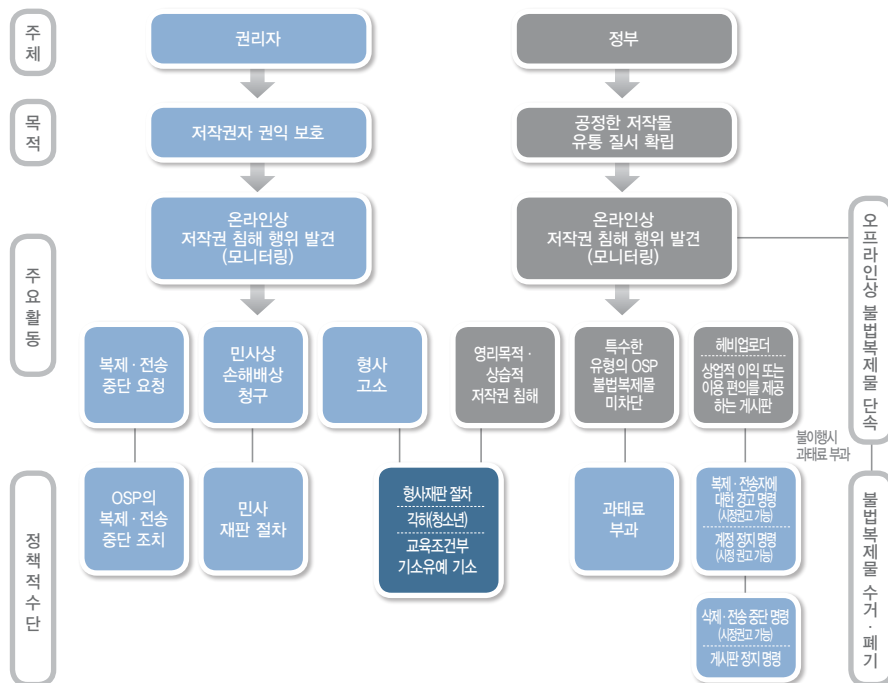 주체
권리자
정부
목적
저작권자 권익 보호
공정한 저작물
유통 질서 확립
주요활동
온라인상
저작권 침해 행위 발견
(모니터링)
온라인상
저작권 침해 행위 발견
(모니터링)
오프라인상 불법복제물 단속
복제 · 전송
중단 요청
민사상
손해배상
청구
형사
고소
영리목적 ·
상습적
저작권 침해
특수한
유형의 OSP
불법복제물
미차단
헤비업로더
상업적 이익 또는
이용 편의를 제공
하는 게시판
불이행시
과태료 부과
정책적수단
OSP의
복제 · 전송
중단 조치
민사
재판 절차
형사재판 절차
각하(청소년)
교육조건부
기소유예 기소
과태료
부과
복제 · 전송자에
대한 경고 명령
(시정권고 가능)
계정 정지 명령
(시정 권고 가능)
삭제 · 전송 중단 명령
(시정권고 가능)
게시판 정지 명령
불법복제물 수거 · 폐기